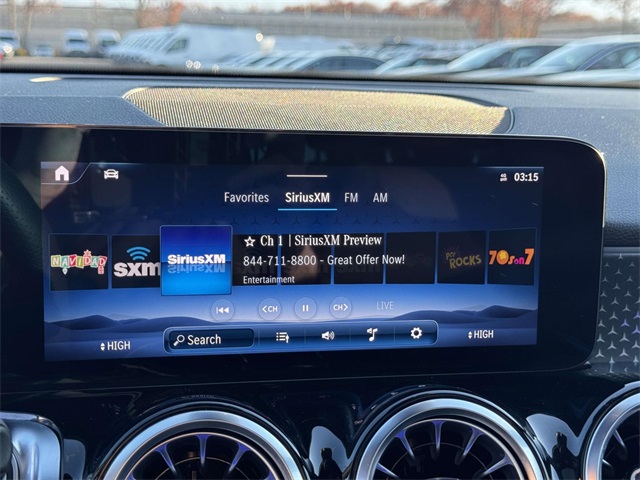 03:15
Favorites SiriusXM FM AM
NAVIDAD
sxm
SiriusXM
Ch 1 | SiriusXM Preview
844-711-8800 - Great Offer Now!
Entertainment
ROCKS
70s on 7
CH
CH
LIVE
HIGH
Search
HIGH